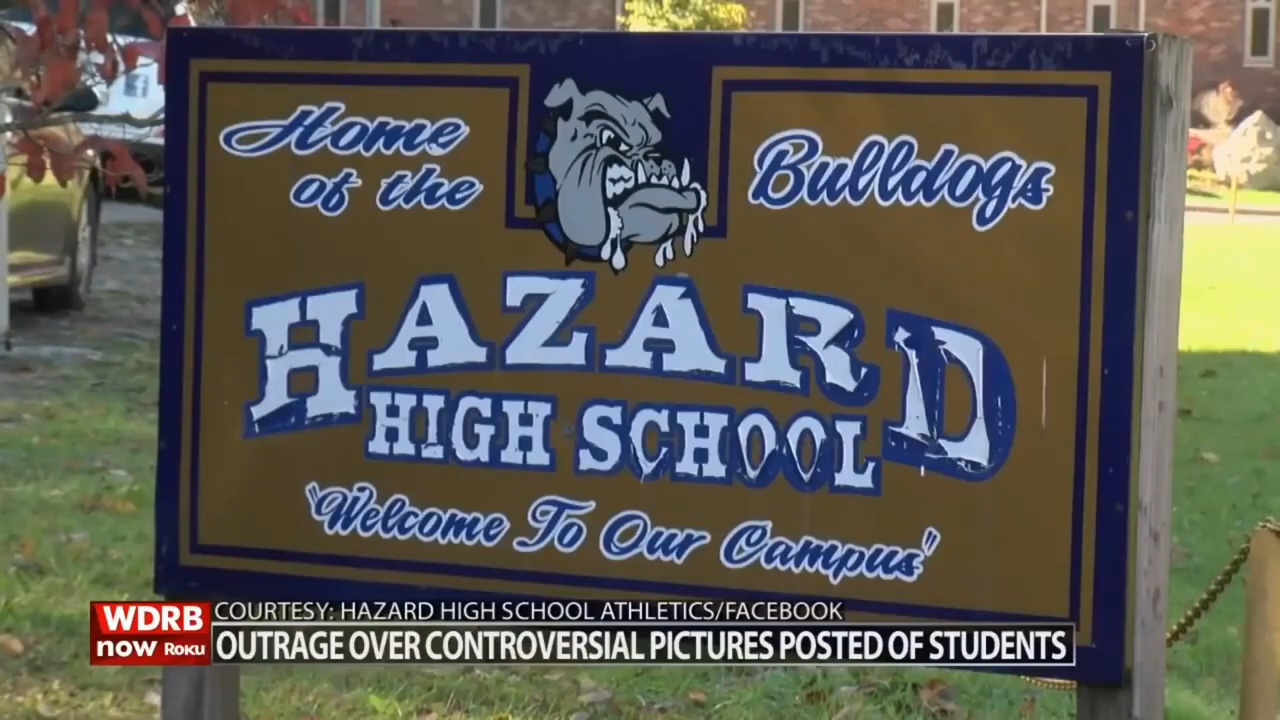 Home
of the
Bulldogs
HAZARD
HIGH SCHOOL
"Welcome To Our Campus"
WDRB
now Roku
COURTESY: HAZARD HIGH SCHOOL ATHLETICS/FACEBOOK
OUTRAGE OVER CONTROVERSIAL PICTURES POSTED OF STUDENTS